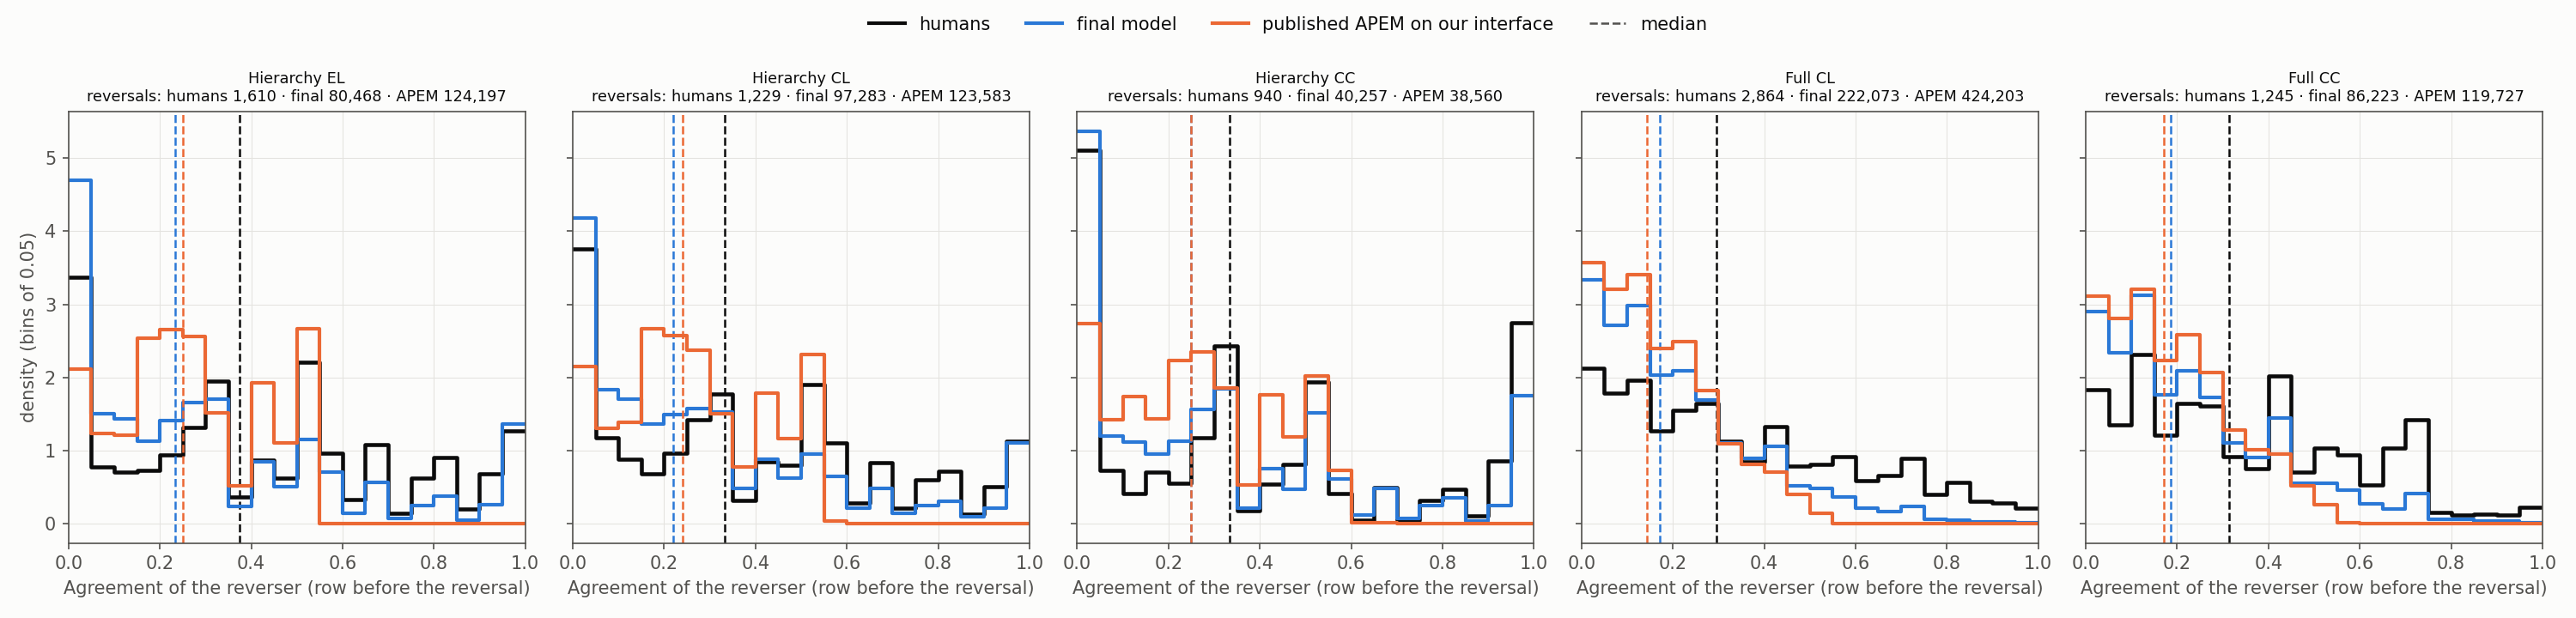 humans
final model
published APEM on our interface
median
Hierarchy EL
reversals: humans 1,610 · final 80,468 · APEM 124,197
Hierarchy CL
reversals: humans 1,229 · final 97,283 · APEM 123,583
Hierarchy CC
reversals: humans 940 · final 40,257 · APEM 38,560
Full CL
reversals: humans 2,864 · final 222,073 · APEM 424,203
Full CC
reversals: humans 1,245 · final 86,223 · APEM 119,727
density (bins of 0.05)
5
4
3
2
1
0
0.0 0.2 0.4 0.6 0.8 1.0
0.0 0.2 0.4 0.6 0.8 1.0
0.0 0.2 0.4 0.6 0.8 1.0
0.0 0.2 0.4 0.6 0.8 1.0
0.0 0.2 0.4 0.6 0.8 1.0
Agreement of the reverser (row before the reversal)
Agreement of the reverser (row before the reversal)
Agreement of the reverser (row before the reversal)
Agreement of the reverser (row before the reversal)
Agreement of the reverser (row before the reversal)